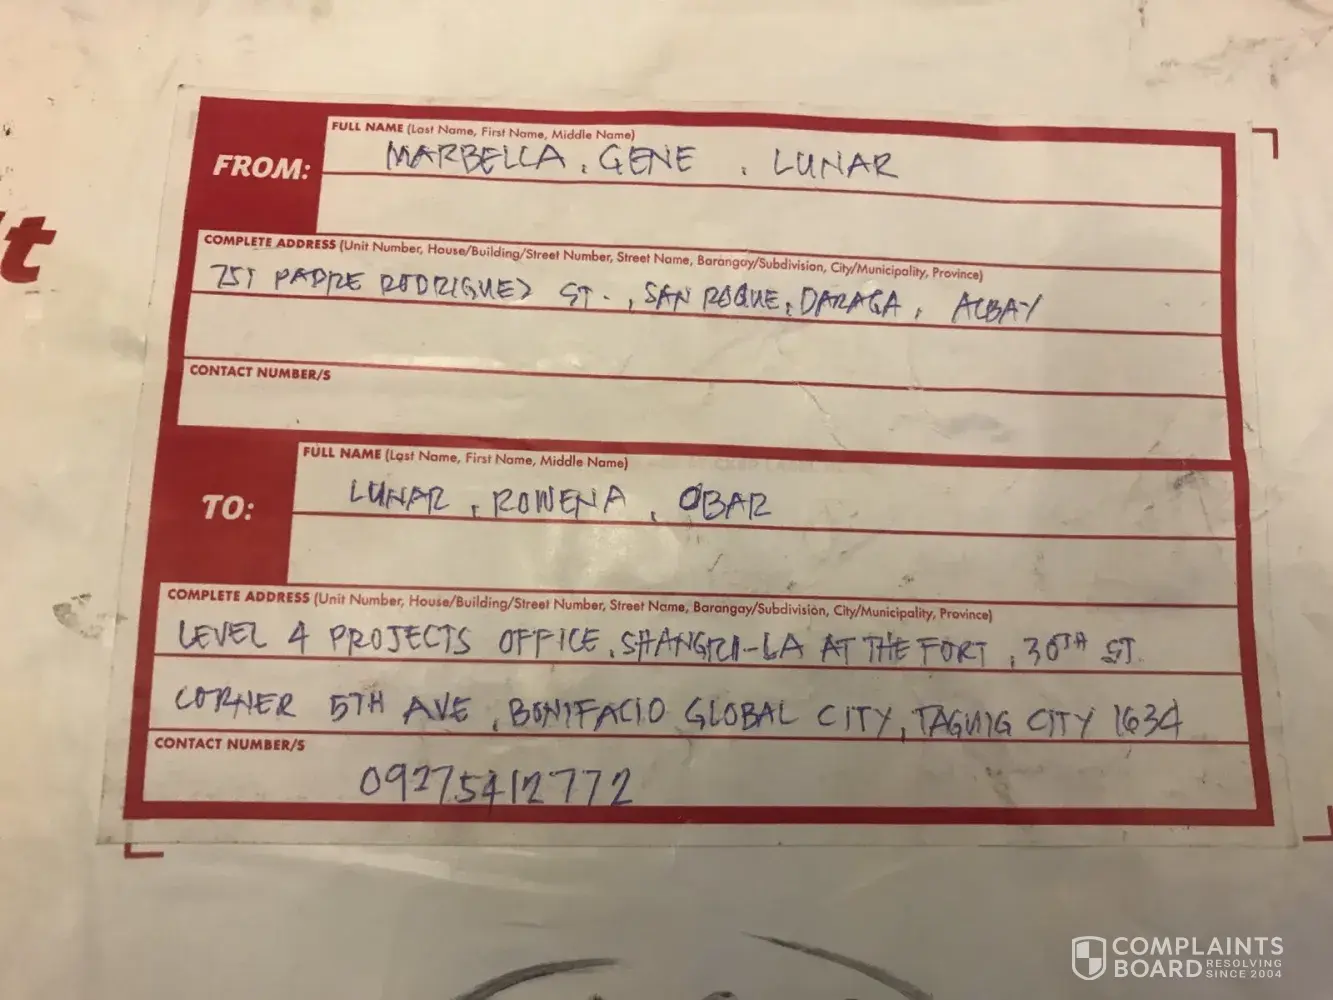 FULL NAME (Last Name, First Name, Middle Name)
FROM:
MARBELLA, GENE, LUNAR
COMPLETE ADDRESS (Unit Number, House/Building/Street Number, Street Name, Barangay/Subdivision, City/Municipality, Province)
PADRE RODRIGUEZ ST., SAN ROQUE, DARAGA, ALBAY
CONTACT NUMBER/S
FULL NAME (Last Name, First Name, Middle Name)
TO:
LUNAR, ROWENA, OBAR
COMPLETE ADDRESS (Unit Number, House/Building/Street Number, Street Name, Barangay/Subdivision, City/Municipality, Province)
LEVEL 4 PROJECTS OFFICE, SHANGRI-LA AT THE FORT, 30TH ST.
CORNER 5TH AVE, BONIFACIO GLOBAL CITY, TAGUIG CITY 1634
CONTACT NUMBER/S
09275412772
COMPLAINTS
BOARD RESOLVING
SINCE 2004